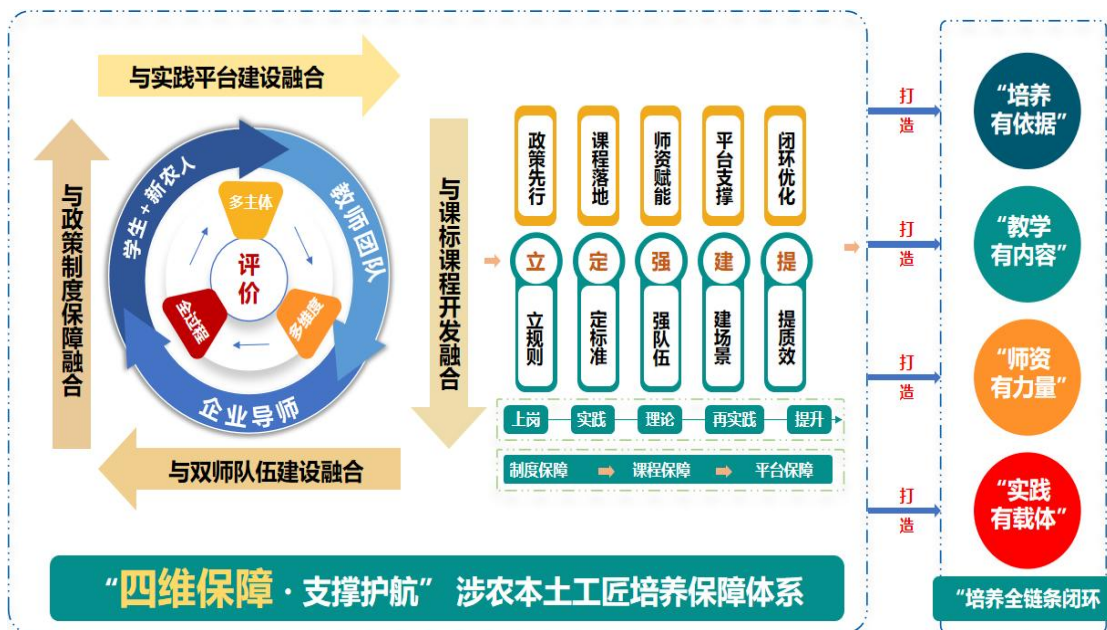 与实践平台建设融合
与政策制度保障融合
学生+新农人
教师团队
企业导师
多主体
多维度
全过程
评
价
与课标课程开发融合
与双师队伍建设融合
政策先行
课程落地
师资赋能
平台支撑
闭环优化
立
定
强
建
提
立规则
定标准
强队伍
建场景
提质效
上岗
实践
理论
再实践
提升
制度保障
课程保障
平台保障
“四维保障·支撑护航” 涉农本土工匠培养保障体系
打
造
打
造
打
造
打
造
“培养
有依据”
“教学
有内容”
“师资
有力量”
“实践
有载体”
“培养全链条闭环